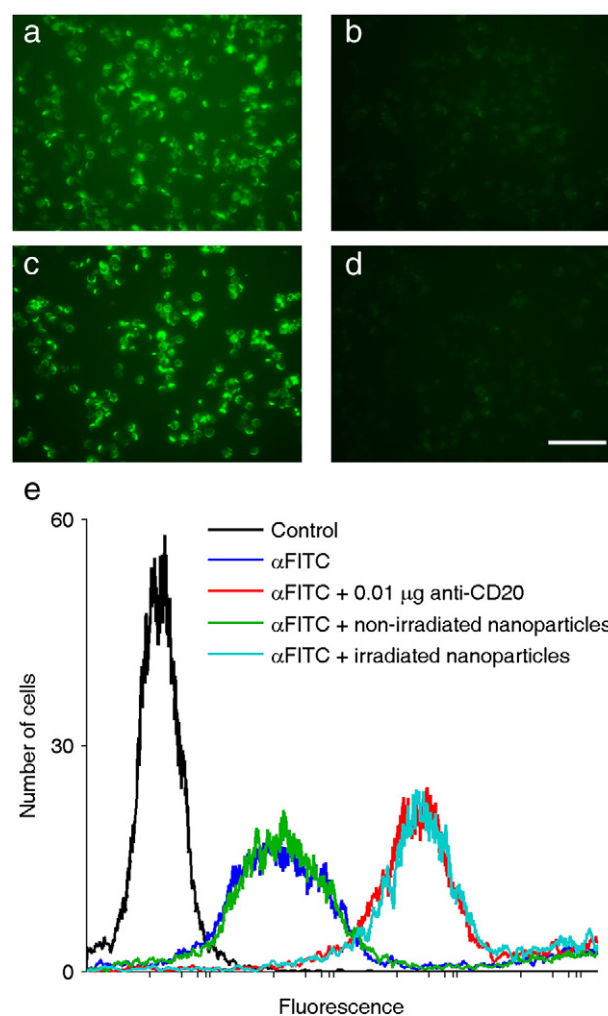 a
b
c
d
e
60
Control
αFITC
αFITC + 0.01 μg anti-CD20
αFITC + non-irradiated nanoparticles
αFITC + irradiated nanoparticles
30
Number of cells
0
Fluorescence